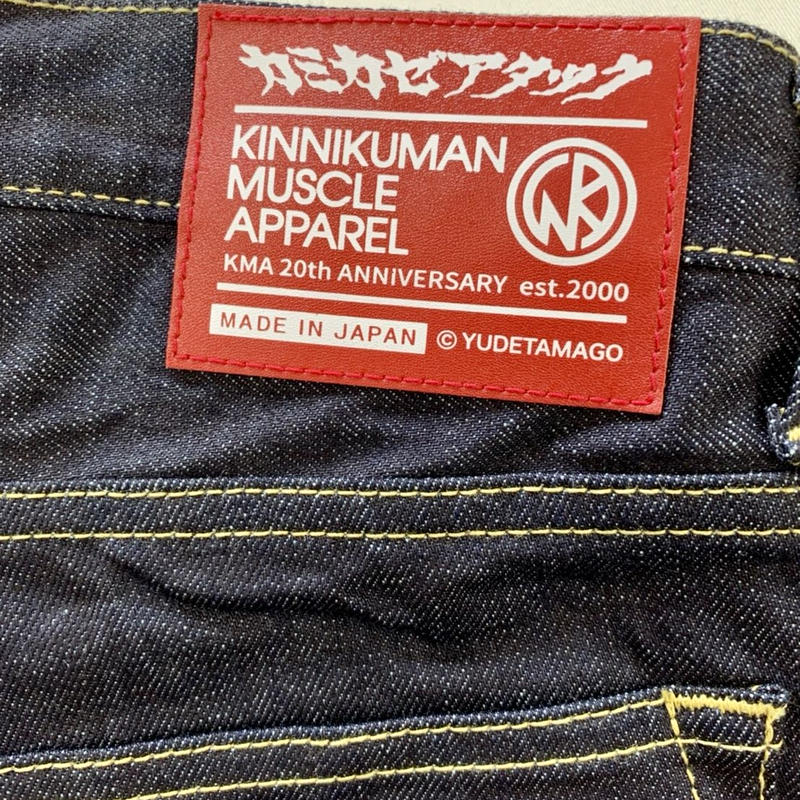 カミカゼアタック
KINNIKUMAN
MUSCLE
APPAREL
KMA 20th ANNIVERSARY est.2000
MADE IN JAPAN © YUDETAMAGO